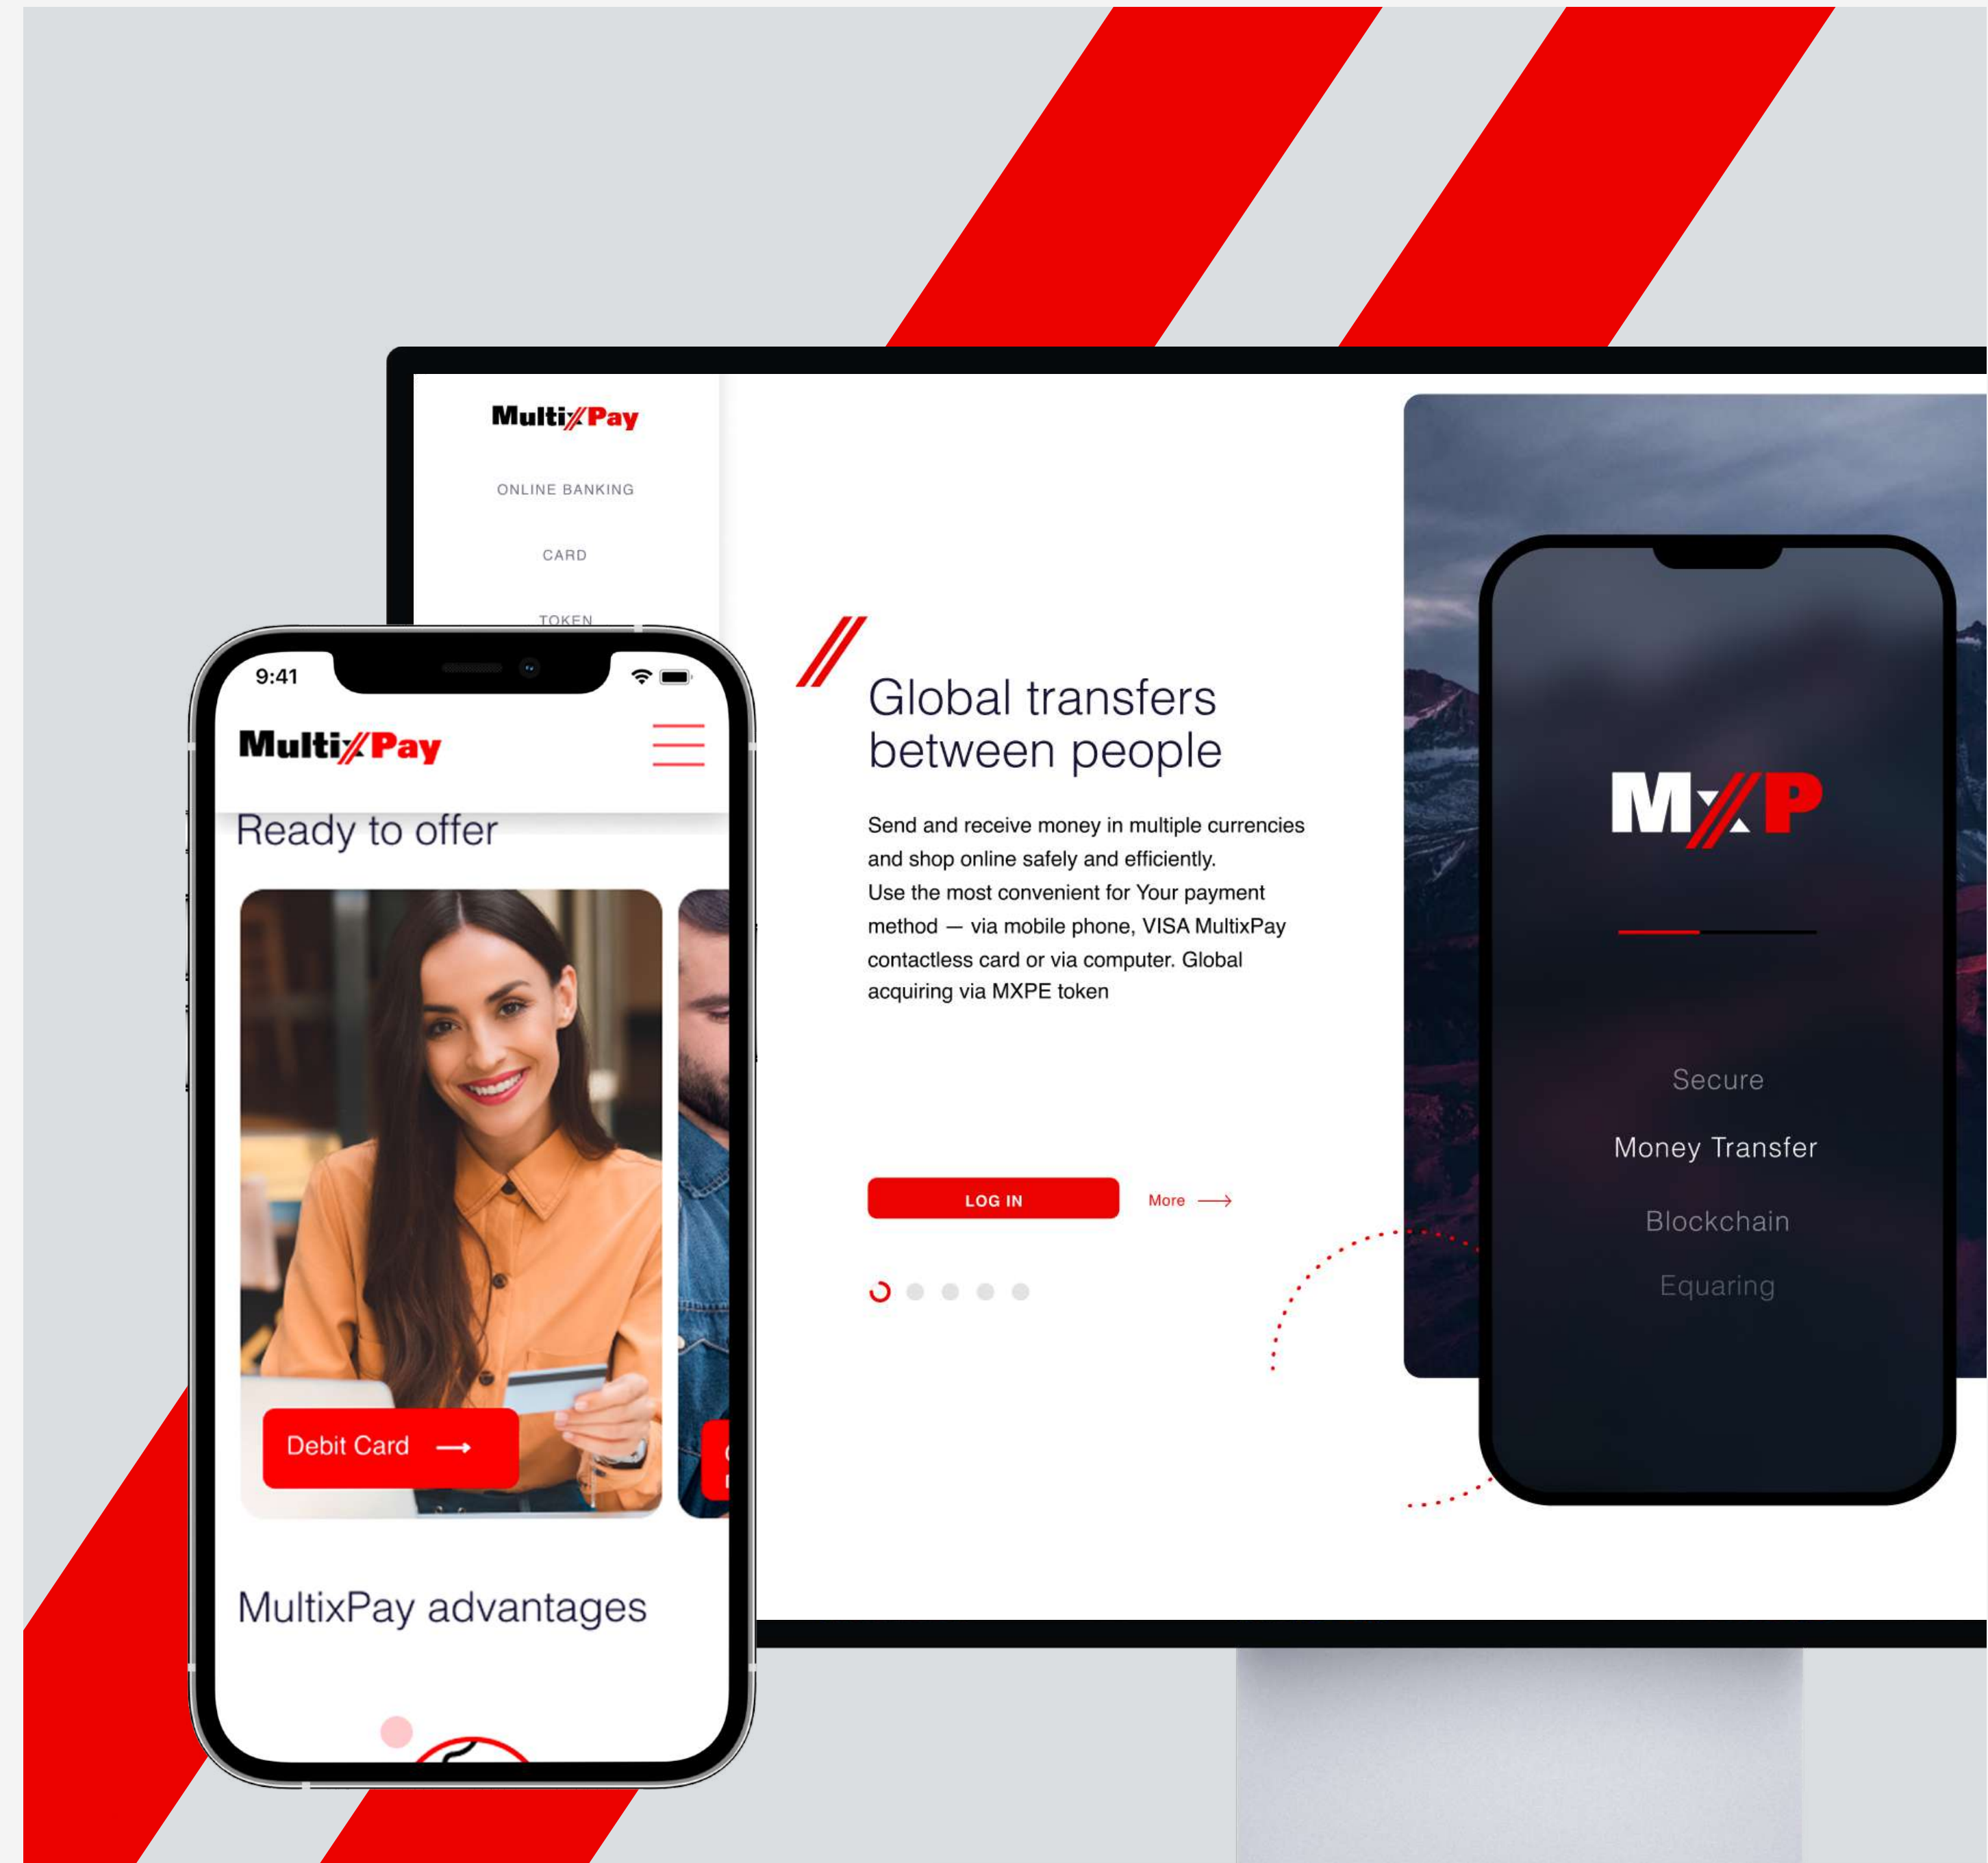 MultixPay
ONLINE BANKING
CARD
TOKEN
Global transfers
between people
Send and receive money in multiple currencies
and shop online safely and efficiently.
Use the most convenient for Your payment
method — via mobile phone, VISA MultixPay
contactless card or via computer. Global
acquiring via MXPE token
LOG IN
More
MXP
Secure
Money Transfer
Blockchain
Equaring
9:41
MultixPay
Ready to offer
Debit Card
MultixPay advantages